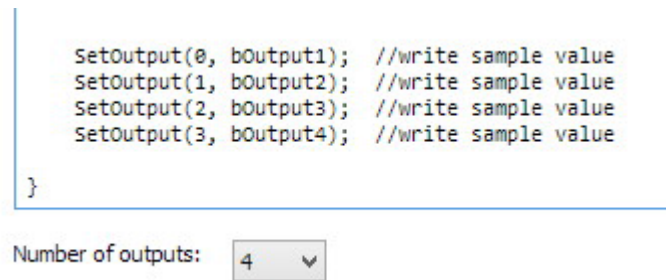 SetOutput(0, bOutput1);  //write sample value
SetOutput(1, bOutput2);  //write sample value
SetOutput(2, bOutput3);  //write sample value
SetOutput(3, bOutput4);  //write sample value
}
Number of outputs: 4